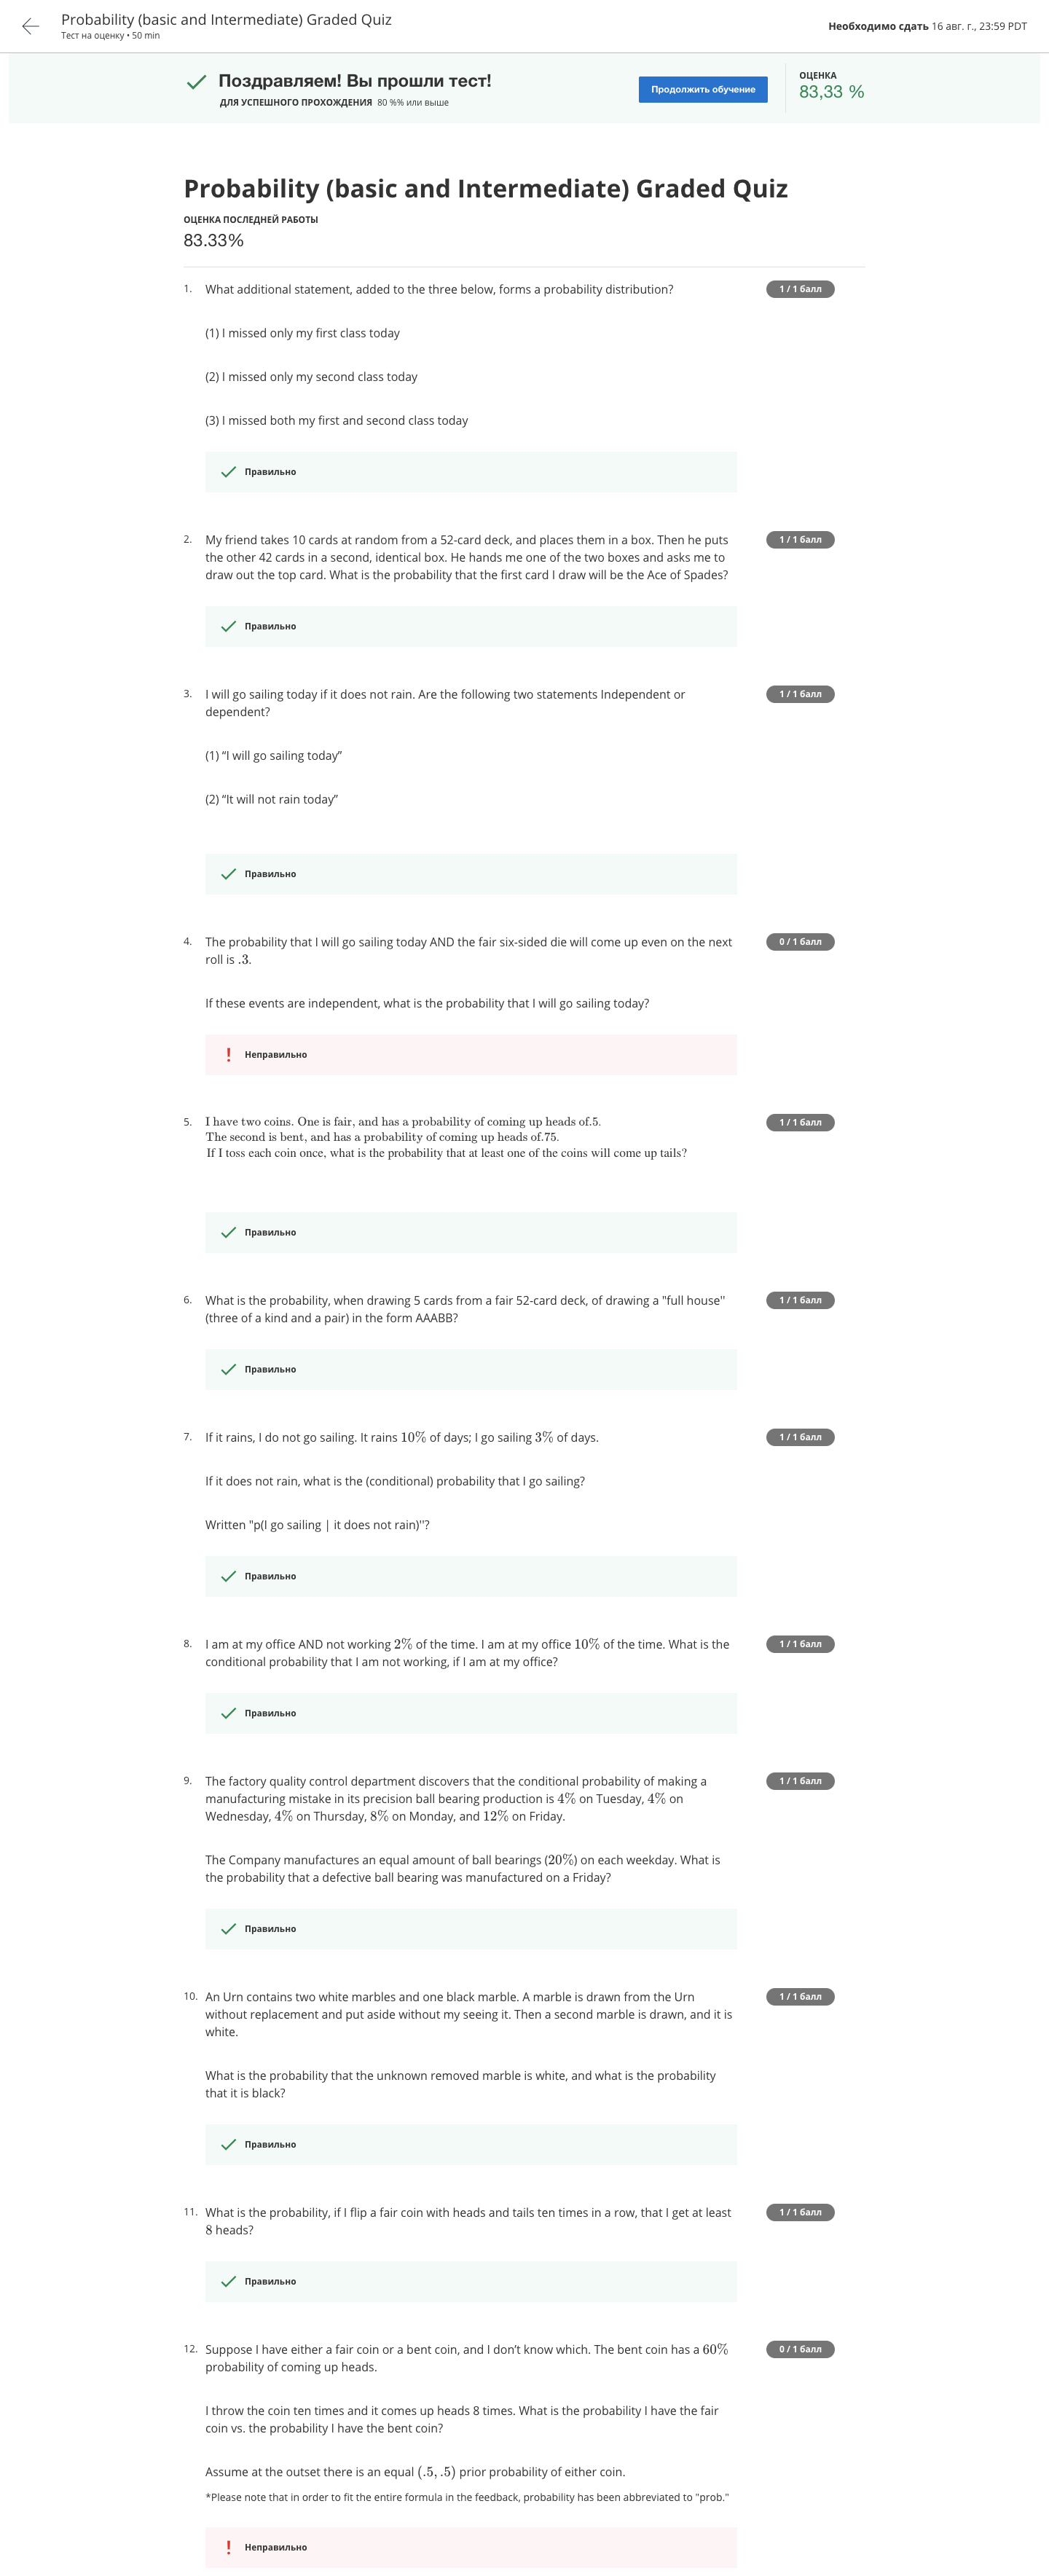 Probability (basic and Intermediate) Graded Quiz
Тест на оценку • 50 min
Необходимо сдать 16 авг. г., 23:59 PDT
Поздравляем! Вы прошли тест!
ДЛЯ УСПЕШНОГО ПРОХОЖДЕНИЯ 80 %% или выше
Продолжить обучение
ОЦЕНКА
83,33 %
Probability (basic and Intermediate) Graded Quiz
ОЦЕНКА ПОСЛЕДНЕЙ РАБОТЫ
83.33%
1. What additional statement, added to the three below, forms a probability distribution?
1 / 1 балл
(1) I missed only my first class today
(2) I missed only my second class today
(3) I missed both my first and second class today
Правильно
2. My friend takes 10 cards at random from a 52-card deck, and places them in a box. Then he puts
1 / 1 балл
the other 42 cards in a second, identical box. He hands me one of the two boxes and asks me to
draw out the top card. What is the probability that the first card I draw will be the Ace of Spades?
Правильно
3. I will go sailing today if it does not rain. Are the following two statements Independent or
1 / 1 балл
dependent?
(1) “I will go sailing today”
(2) “It will not rain today”
Правильно
4. The probability that I will go sailing today AND the fair six-sided die will come up even on the next
0 / 1 балл
roll is .3.
If these events are independent, what is the probability that I will go sailing today?
Неправильно
5. I have two coins. One is fair, and has a probability of coming up heads of.5.
1 / 1 балл
The second is bent, and has a probability of coming up heads of.75.
If I toss each coin once, what is the probability that at least one of the coins will come up tails?
Правильно
6. What is the probability, when drawing 5 cards from a fair 52-card deck, of drawing a "full house''
1 / 1 балл
(three of a kind and a pair) in the form AAABB?
Правильно
7. If it rains, I do not go sailing. It rains 10% of days; I go sailing 3% of days.
1 / 1 балл
If it does not rain, what is the (conditional) probability that I go sailing?
Written "p(I go sailing | it does not rain)''?
Правильно
8. I am at my office AND not working 2% of the time. I am at my office 10% of the time. What is the
1 / 1 балл
conditional probability that I am not working, if I am at my office?
Правильно
9. The factory quality control department discovers that the conditional probability of making a
1 / 1 балл
manufacturing mistake in its precision ball bearing production is 4% on Tuesday, 4% on
Wednesday, 4% on Thursday, 8% on Monday, and 12% on Friday.
The Company manufactures an equal amount of ball bearings (20%) on each weekday. What is
the probability that a defective ball bearing was manufactured on a Friday?
Правильно
10. An Urn contains two white marbles and one black marble. A marble is drawn from the Urn
1 / 1 балл
without replacement and put aside without my seeing it. Then a second marble is drawn, and it is
white.
What is the probability that the unknown removed marble is white, and what is the probability
that it is black?
Правильно
11. What is the probability, if I flip a fair coin with heads and tails ten times in a row, that I get at least
1 / 1 балл
8 heads?
Правильно
12. Suppose I have either a fair coin or a bent coin, and I don’t know which. The bent coin has a 60%
0 / 1 балл
probability of coming up heads.
I throw the coin ten times and it comes up heads 8 times. What is the probability I have the fair
coin vs. the probability I have the bent coin?
Assume at the outset there is an equal (.5, .5) prior probability of either coin.
*Please note that in order to fit the entire formula in the feedback, probability has been abbreviated to "prob."
Неправильно